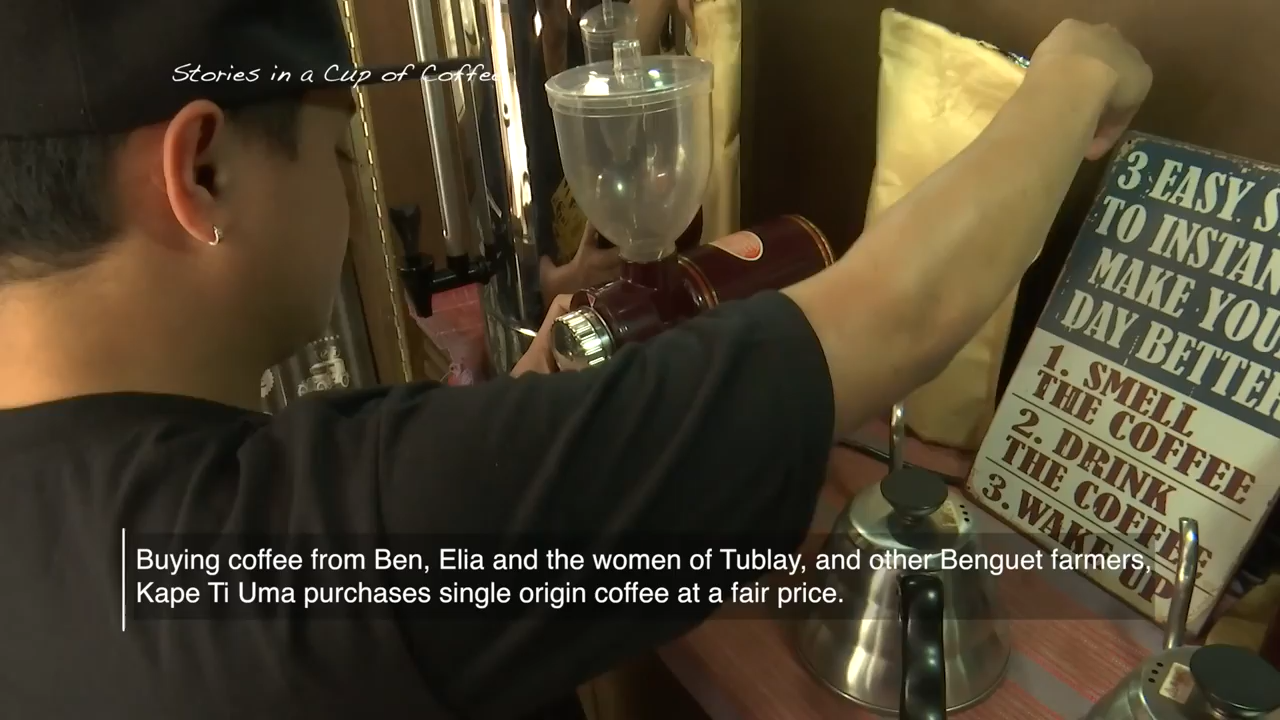 Stories in a Cup of Coffee
3 EASY S
TO INSTAN
MAKE YOU
DAY BETTER
1. SMELL
THE COFFEE
2. DRINK
THE COFFEE
3. WAKE
UP
Buying coffee from Ben, Elia and the women of Tublay, and other Benguet farmers,
Kape Ti Uma purchases single origin coffee at a fair price.